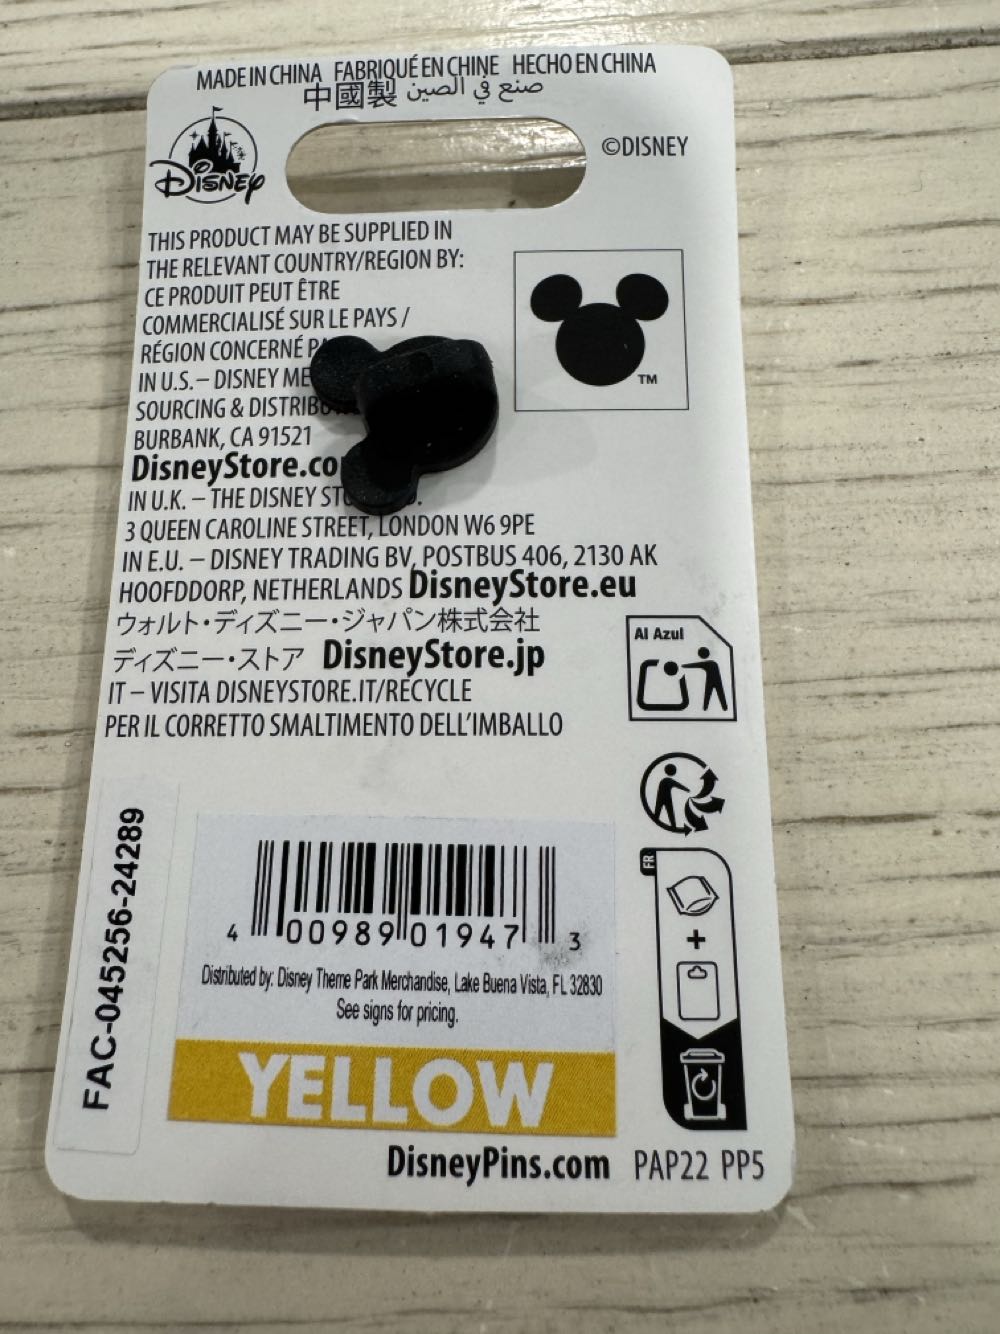 MADE IN CHINA FABRIQUÉ EN CHINE HECHO EN CHINA
中國製 صنع في الصين
Disney
©DISNEY
THIS PRODUCT MAY BE SUPPLIED IN
THE RELEVANT COUNTRY/REGION BY:
CE PRODUIT PEUT ÊTRE
COMMERCIALISÉ SUR LE PAYS /
RÉGION CONCERNÉ
IN U.S. – DISNEY
SOURCING &
BURBANK, CA 91521
TM
IN U.K. – THE DISNEY
3 QUEEN CAROLINE STREET, LONDON W6 9PE
IN E.U. – DISNEY TRADING BV, POSTBUS 406, 2130 AK
HOOFDDORP, NETHERLANDS DisneyStore.eu
ウォルト・ディズニー・ジャパン株式会社
ディズニー・ストア DisneyStore.jp
IT – VISITA DISNEYSTORE.IT/RECYCLE
PER IL CORRETTO SMALTIMENTO DELL'IMBALLO
Al Azul
FR
FAC-045256-24289
4 00989 01947 3
Distributed by: Disney Theme Park Merchandise, Lake Buena Vista, FL 32830
See signs for pricing.
YELLOW
DisneyPins.com PAP22 PP5